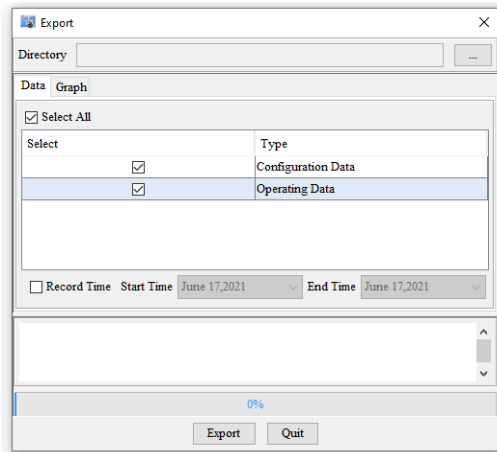 Export
Directory ...
Data Graph
Select All
Select Type
Configuration Data
Operating Data
Record Time Start Time June 17,2021 End Time June 17,2021
0%
Export Quit